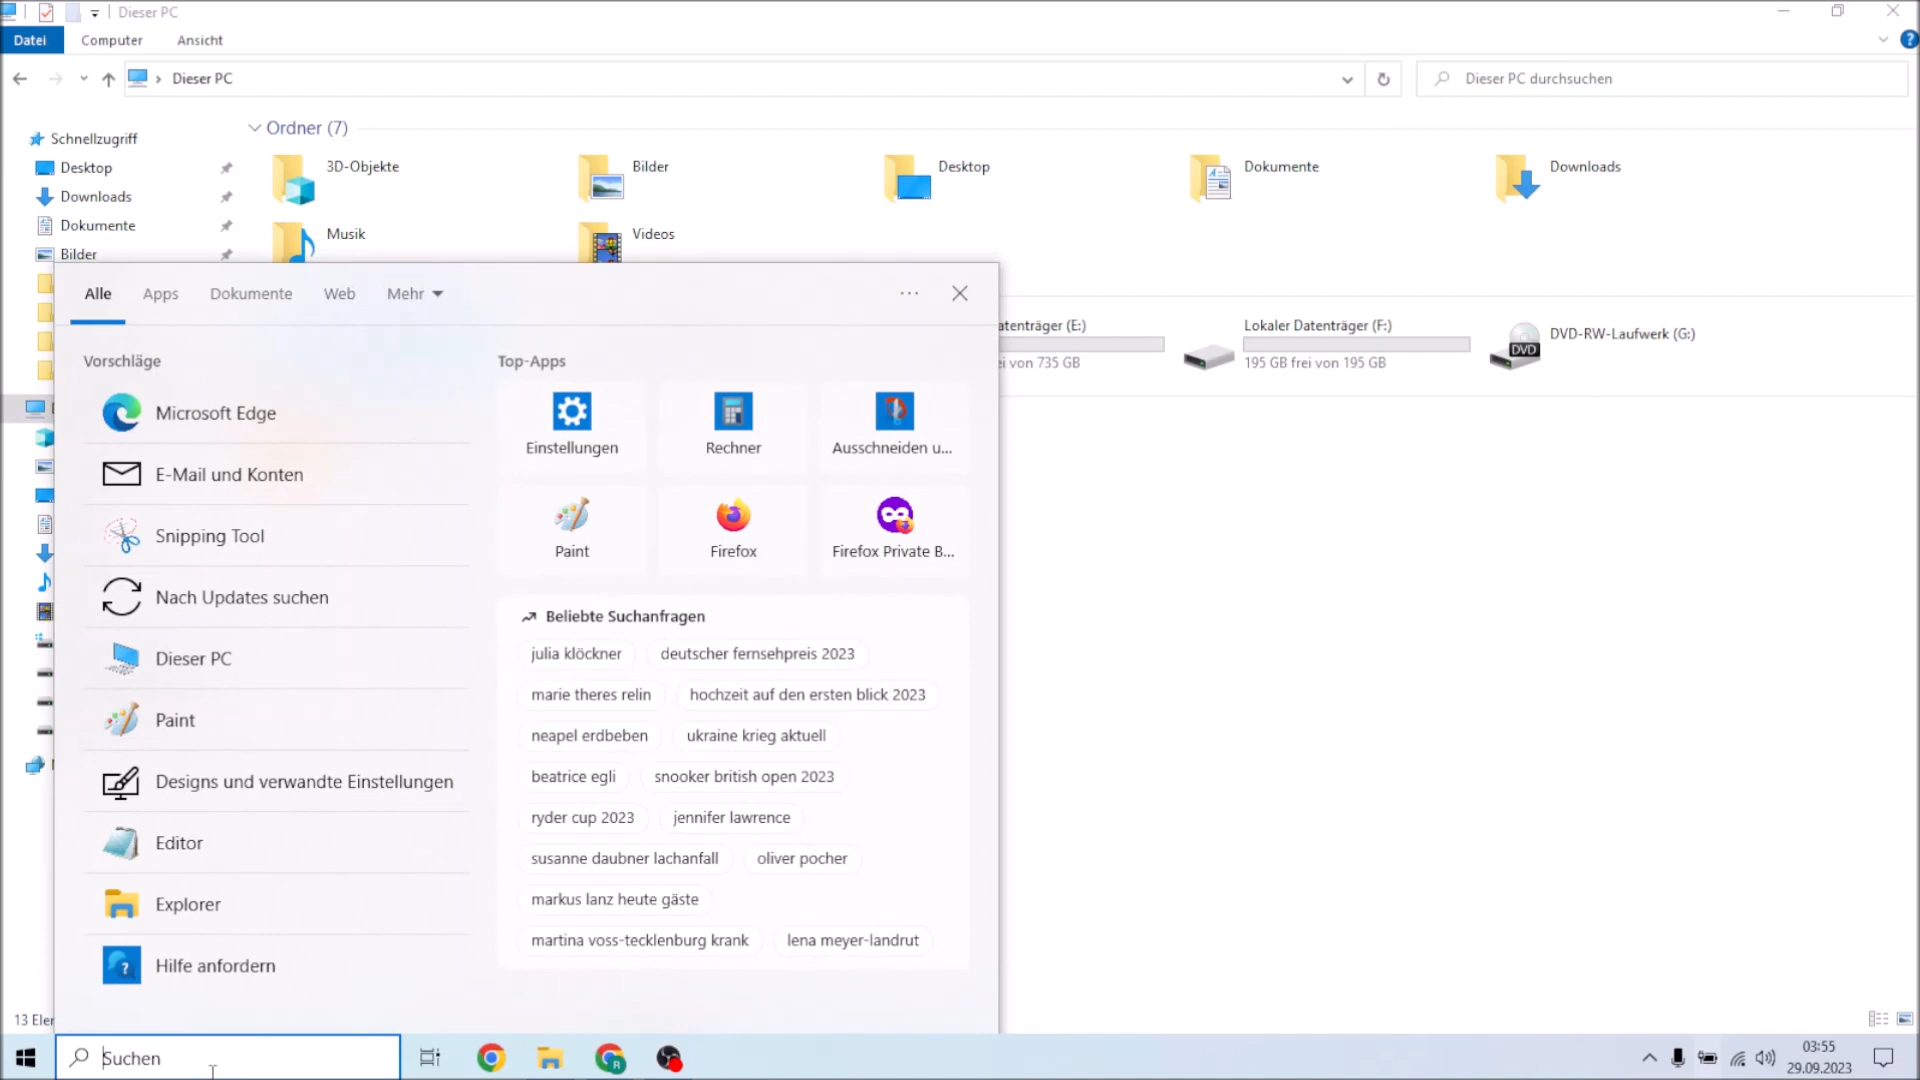 Dieser PC
Datei Computer Ansicht
Dieser PC
Dieser PC durchsuchen
Schnellzugriff
Desktop
Downloads
Dokumente
Bilder
Ordner (7)
3D-Objekte
Bilder
Desktop
Dokumente
Downloads
Musik
Videos
Lokaler Datenträger (F:)
195 GB frei von 195 GB
DVD-RW-Laufwerk (G:)
DVD
(E:)
von 735 GB
Alle Apps Dokumente Web Mehr
Vorschläge
Microsoft Edge
E-Mail und Konten
Snipping Tool
Nach Updates suchen
Dieser PC
Paint
Designs und verwandte Einstellungen
Editor
Explorer
Hilfe anfordern
Top-Apps
Einstellungen
Rechner
Ausschneiden u...
Paint
Firefox
Firefox Private B...
Beliebte Suchanfragen
julia klöckner
deutscher fernsehpreis 2023
marie theres relin
hochzeit auf den ersten blick 2023
neapel erdbeben
ukraine krieg aktuell
beatrice egli
snooker british open 2023
ryder cup 2023
jennifer lawrence
susanne daubner lachanfall
oliver pocher
markus lanz heute gäste
martina voss-tecklenburg krank
lena meyer-landrut
13
Suchen
03:55
29.09.2023